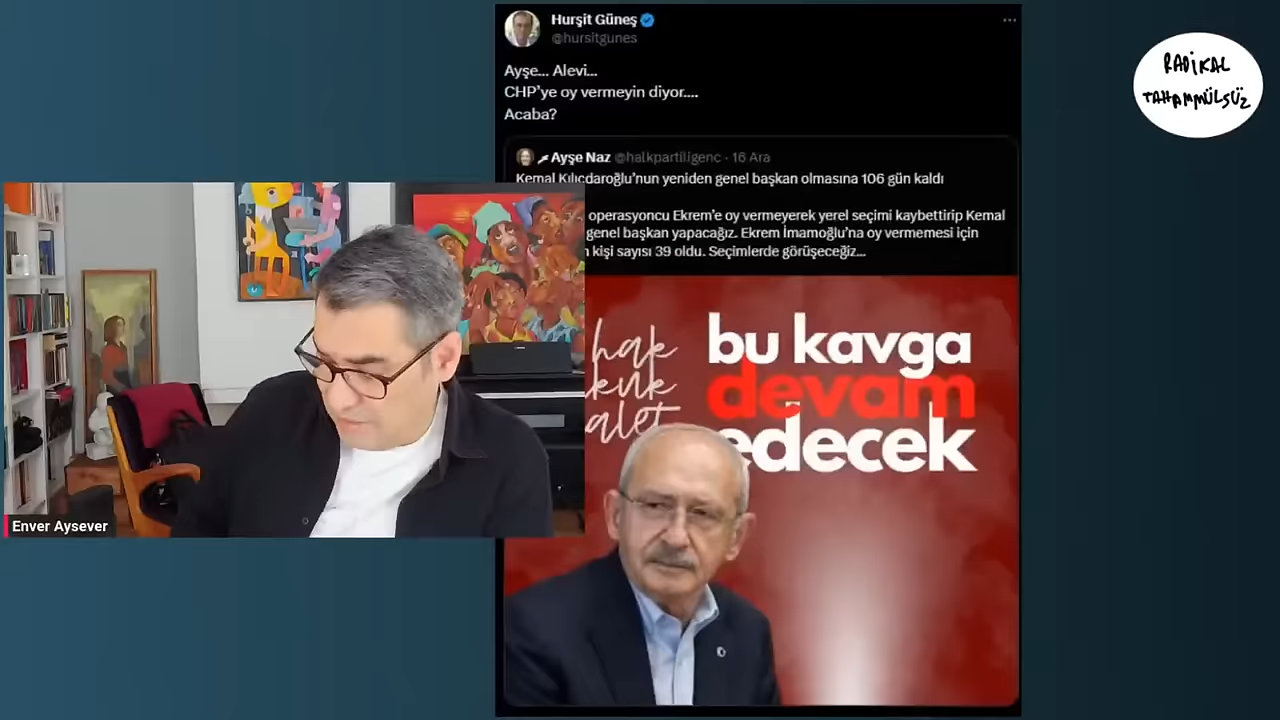 Hurşit Güneş
@hursitgunes
Ayşe... Alevi...
CHP'ye oy vermeyin diyor....
Acaba?
Ayşe Naz @halkpartiligenc · 16 Ara
Kemal Kılıçdaroğlu'nun yeniden genel başkan olmasına 106 gün kaldı
operasyoncu Ekrem'e oy vermeyerek yerel seçimi kaybettirip Kemal
genel başkan yapacağız. Ekrem İmamoğlu'na oy vermemesi için
kişi sayısı 39 oldu. Seçimlerde görüşeceğiz...
hak
kuk
alet
bu kavga
devam
edecek
Enver Aysever
RADİKAL
TAHAMMÜLSÜZ